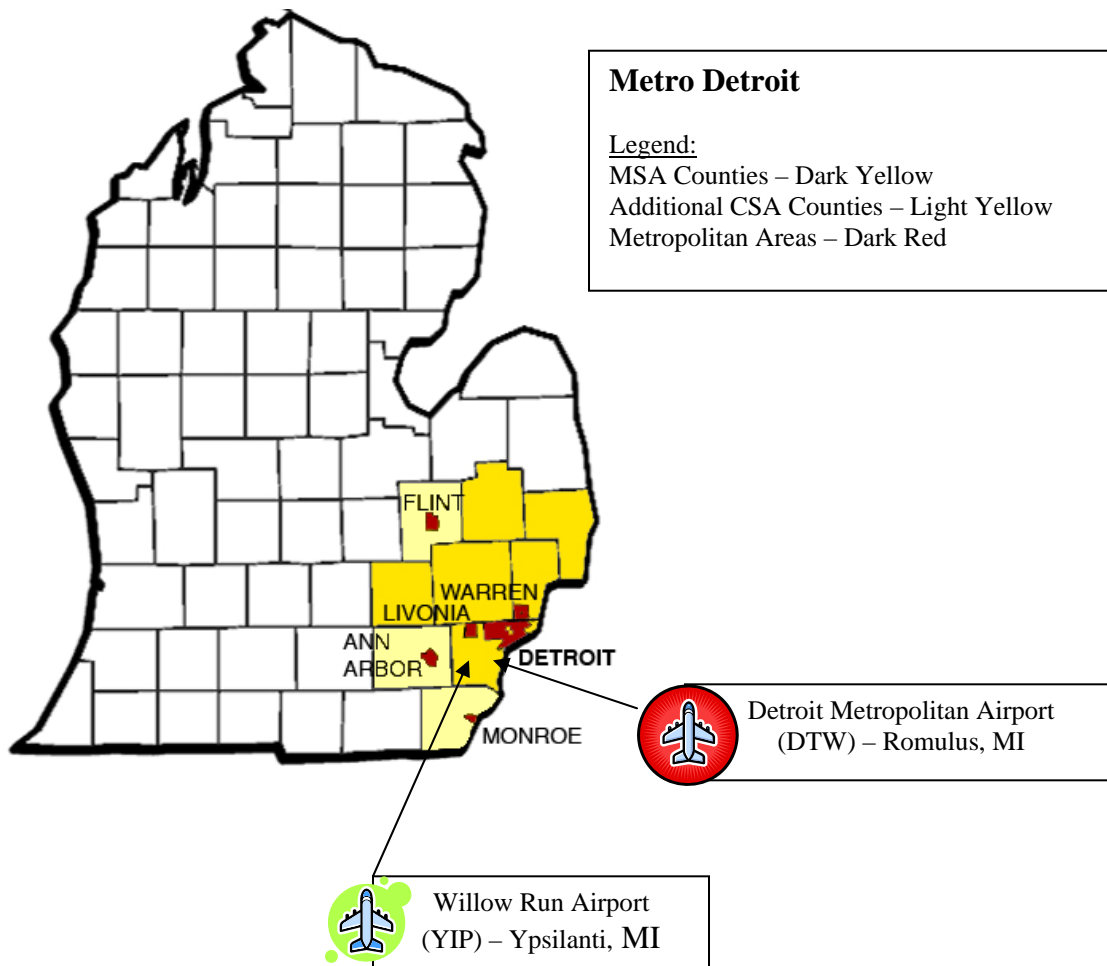 Metro Detroit
Legend:
MSA Counties – Dark Yellow
Additional CSA Counties – Light Yellow
Metropolitan Areas – Dark Red
FLINT
WARREN
LIVONIA
ANN
ARBOR
DETROIT
MONROE
Detroit Metropolitan Airport
(DTW) – Romulus, MI
Willow Run Airport
(YIP) – Ypsilanti, MI